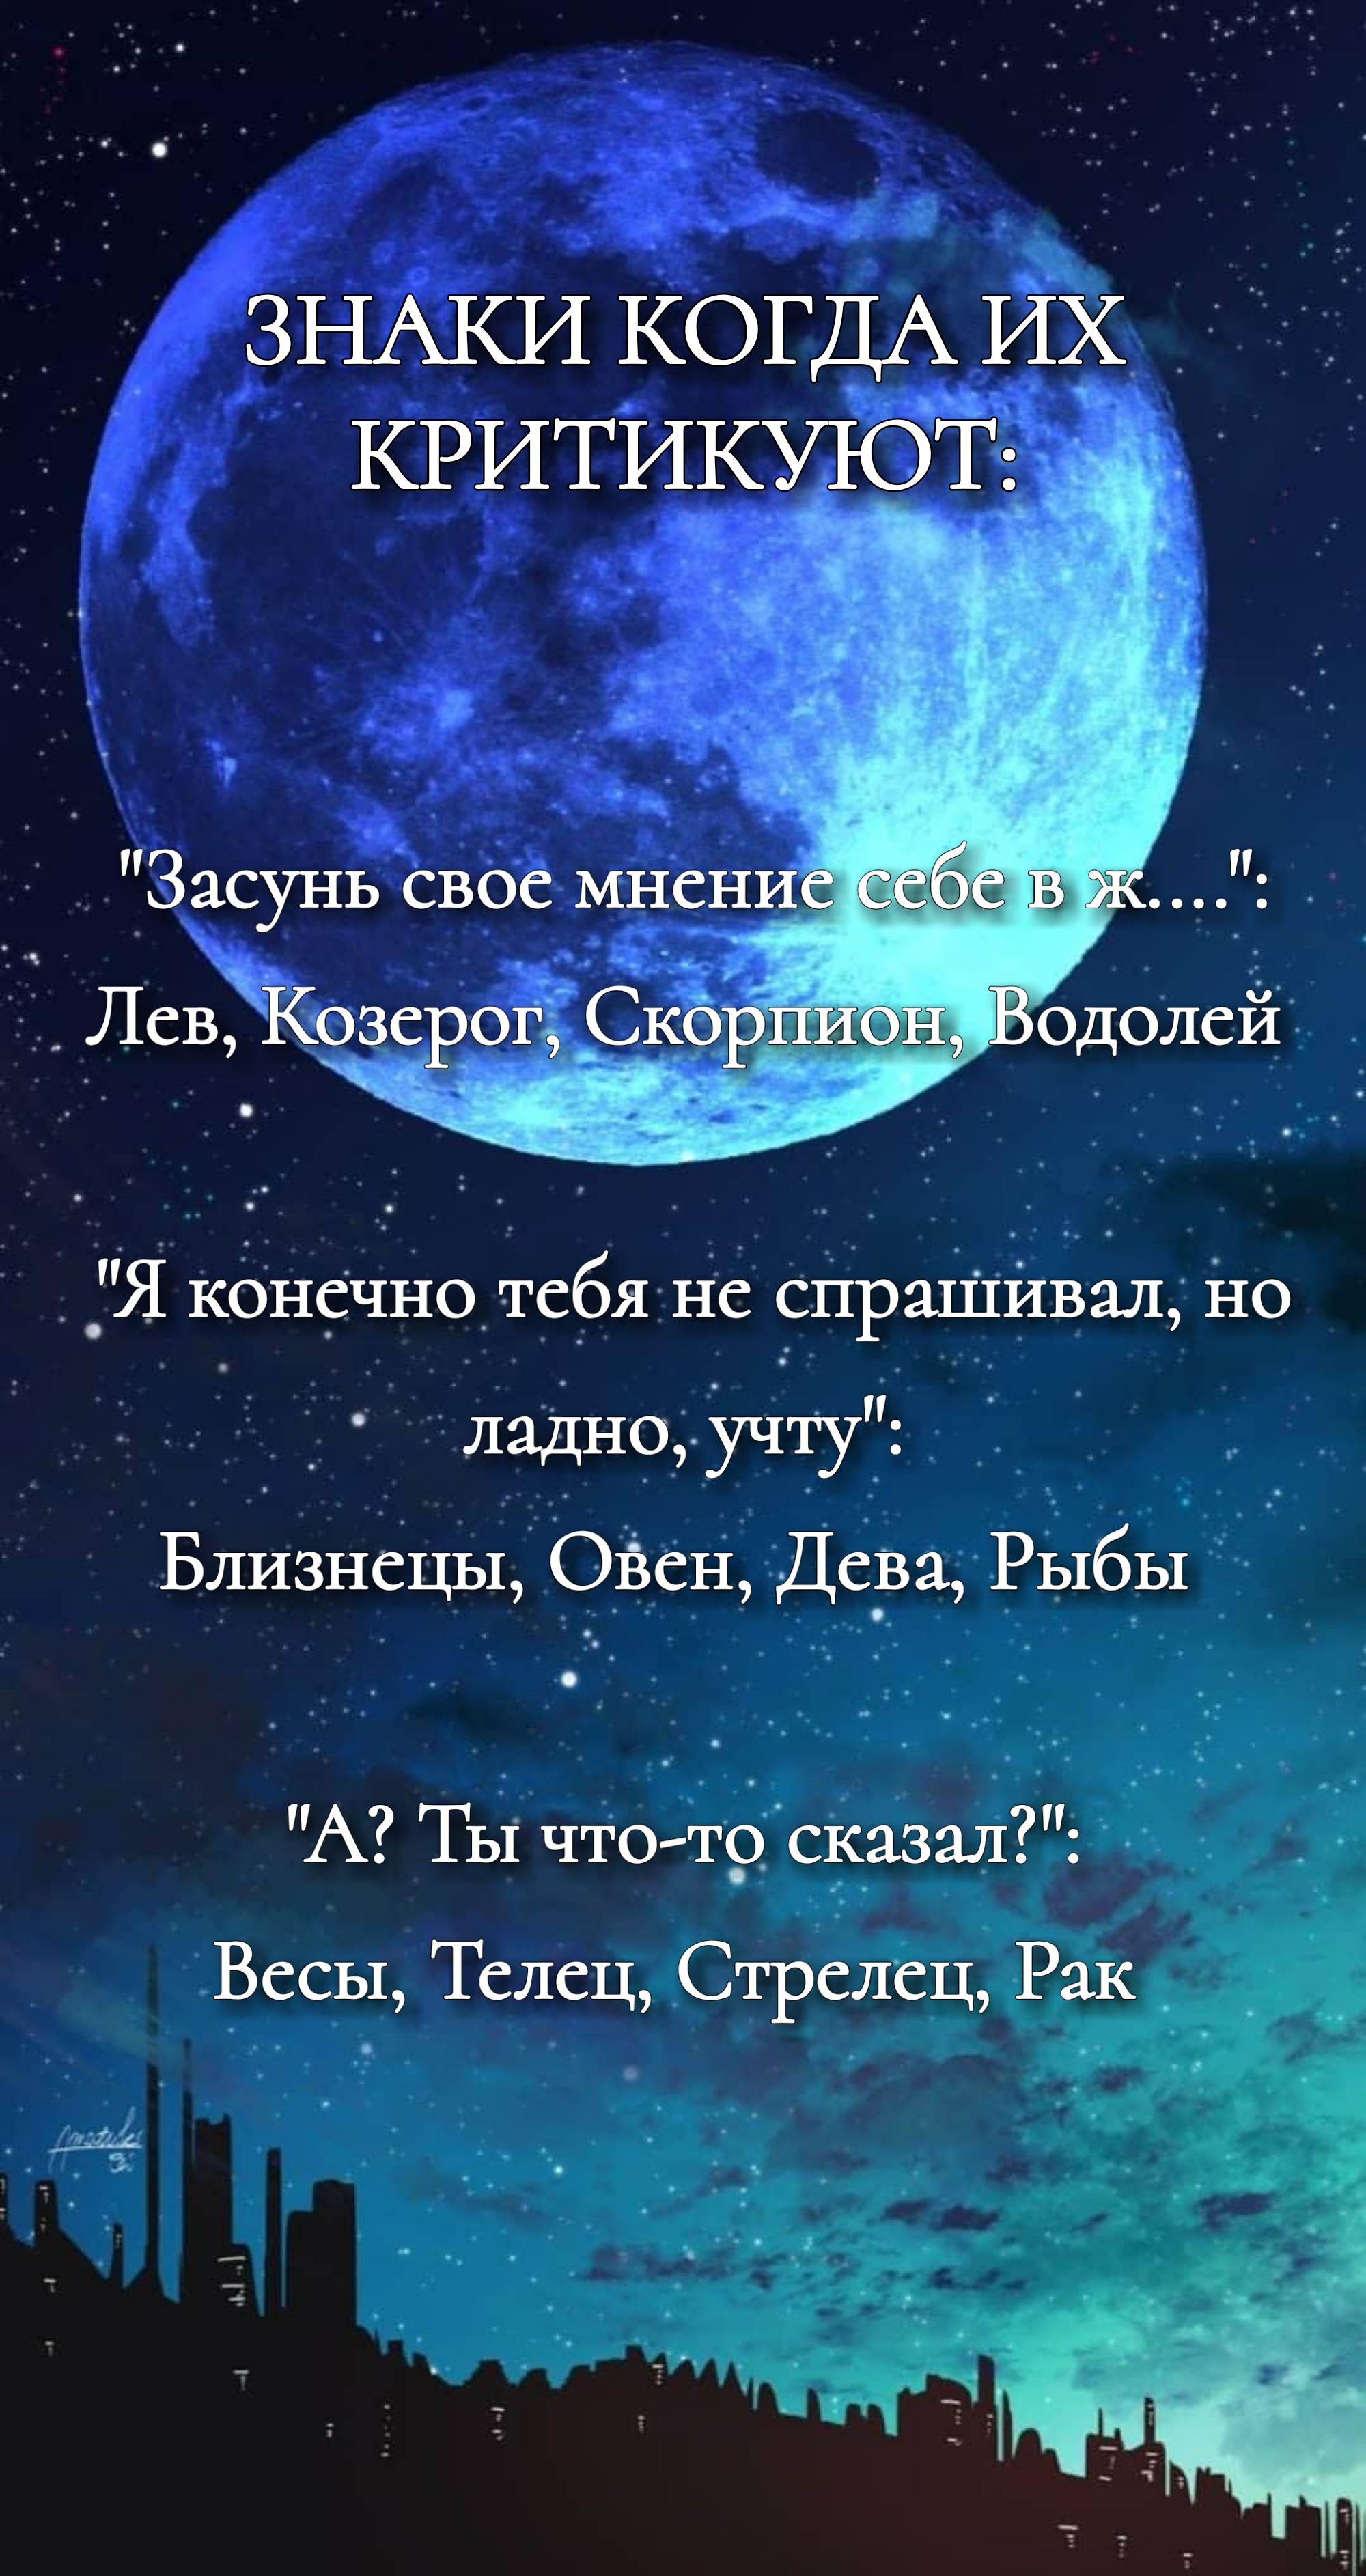 ЗНАКИ КОГДА ИХ
КРИТИКУЮТ:
"Засунь свое мнение себе в ж....":
Лев, Козерог, Скорпион, Водолей
"Я конечно тебя не спрашивал, но
ладно, учту":
Близнецы, Овен, Дева, Рыбы
"А? Ты что-то сказал?":
Весы, Телец, Стрелец, Рак